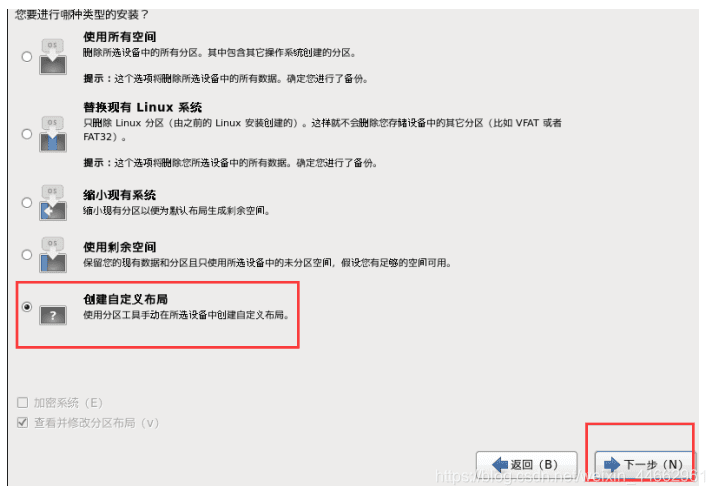 您要进行哪种类型的安装？
使用所有空间
删除所选设备中的所有分区。其中包含其它操作系统创建的分区。
提示：这个选项将删除所选设备中的所有数据。确定您进行了备份。
替换现有 Linux 系统
只删除 Linux 分区（由之前的 Linux 安装创建的）。这样就不会删除您存储设备中的其它分区（比如 VFAT 或者
FAT32）。
提示：这个选项将删除您所选设备中的所有数据。确定您进行了备份。
缩小现有系统
缩小现有分区以便为默认布局生成剩余空间。
使用剩余空间
保留您的现有数据和分区且只使用所选设备中的未分区空间，假设您有足够的空间可用。
创建自定义布局
使用分区工具手动在所选设备中创建自定义布局。
加密系统（E）
查看并修改分区布局（v）
返回（B）
下一步（N）
https://blog.csdn.net/weixin_44662961